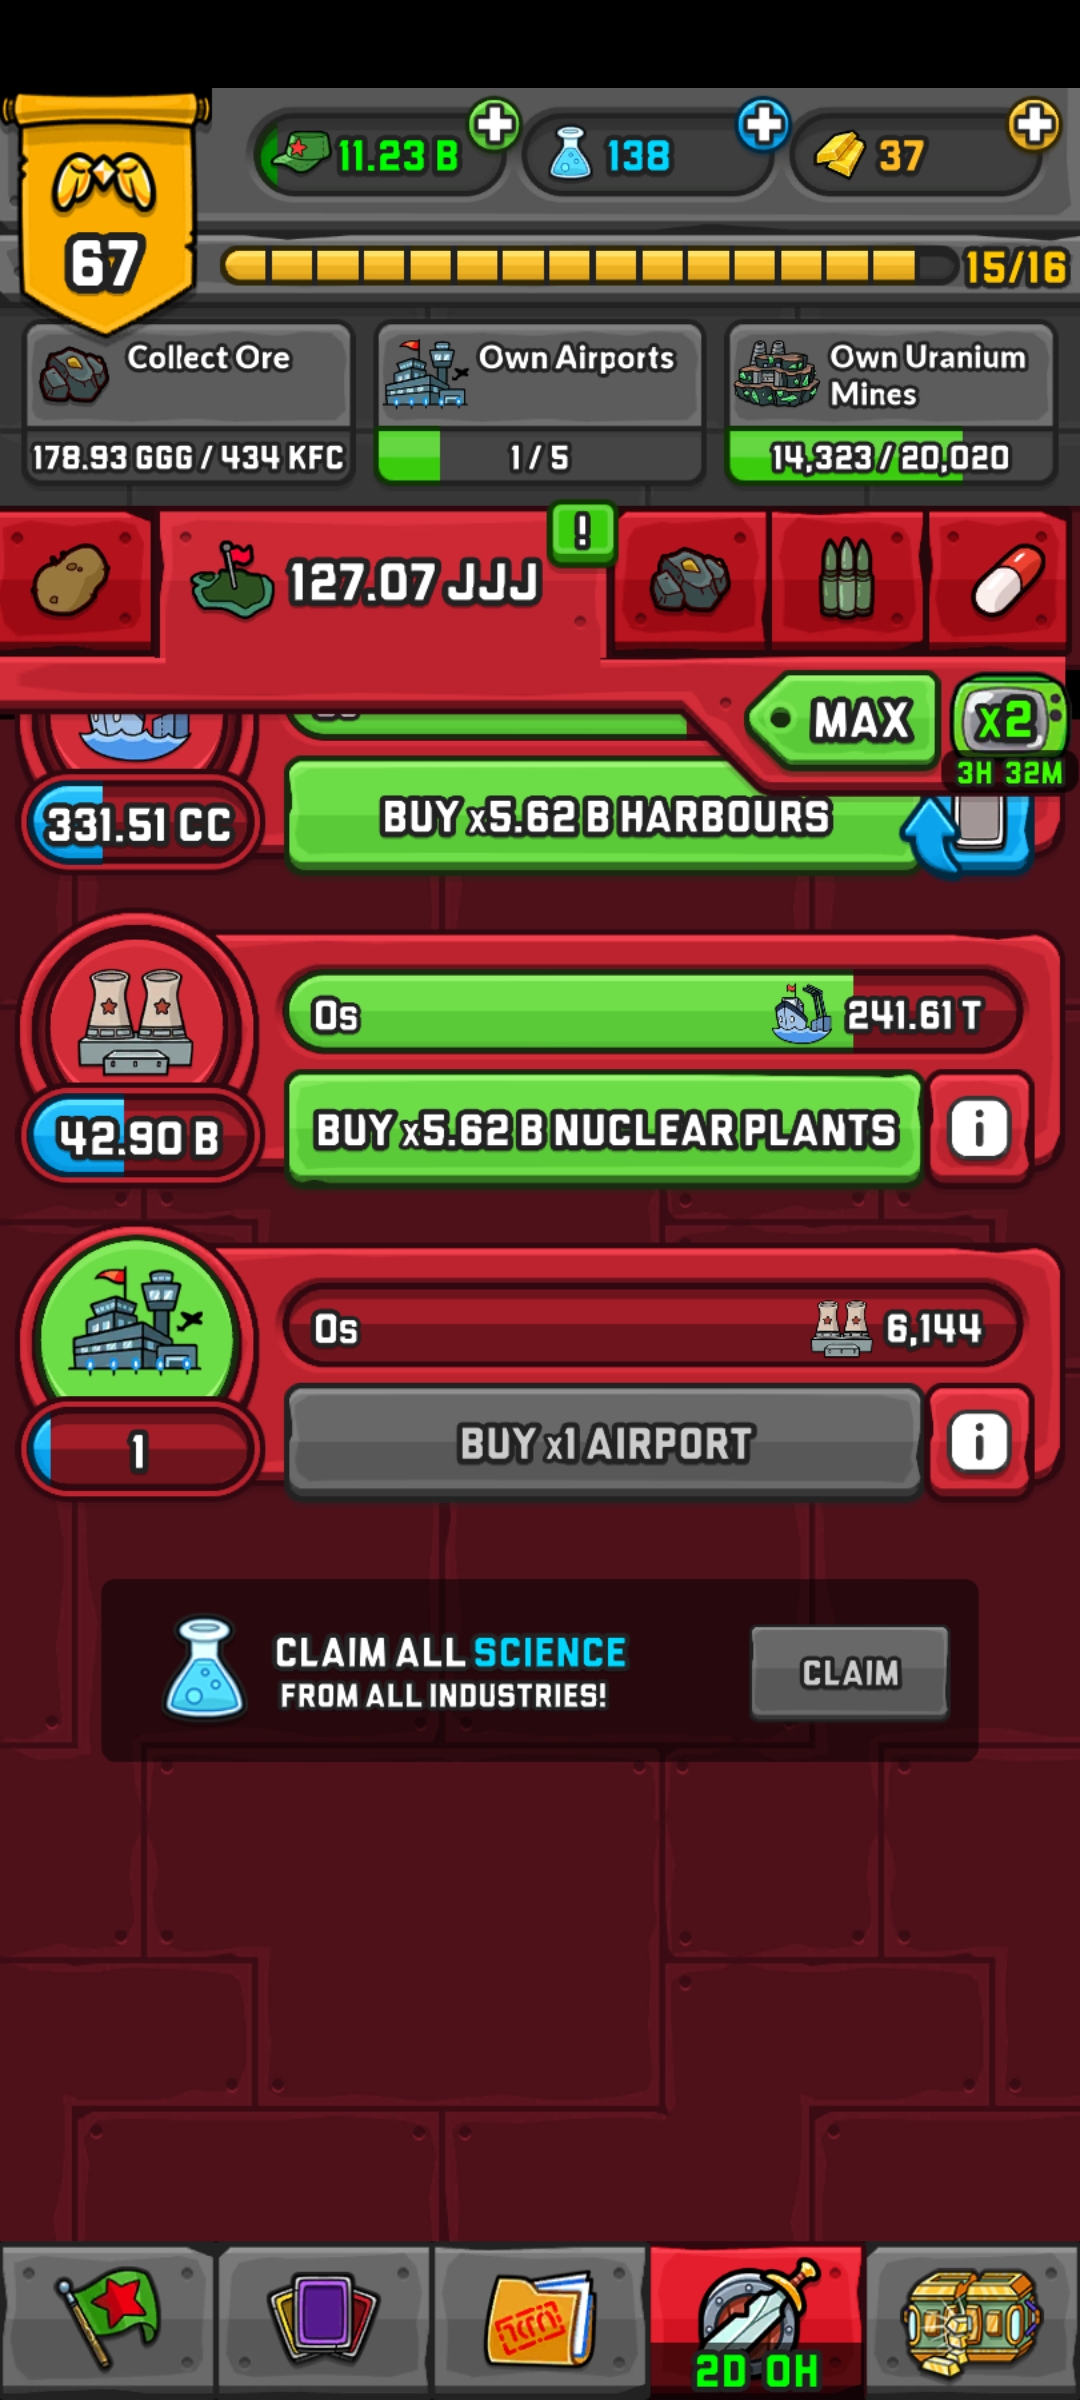 11.23 B
138
37
67
15/16
Collect Ore
178.93 GGG / 434 KFC
Own Airports
1 / 5
Own Uranium
Mines
14,323 / 20,020
!
127.07 JJJ
MAX
x2
3H 32M
331.51 CC
BUY x5.62 B HARBOURS
0s
241.61 T
42.90 B
BUY x5.62 B NUCLEAR PLANTS
i
0s
6,144
1
BUY x1 AIRPORT
i
CLAIM ALL SCIENCE
FROM ALL INDUSTRIES!
CLAIM
2D 0H